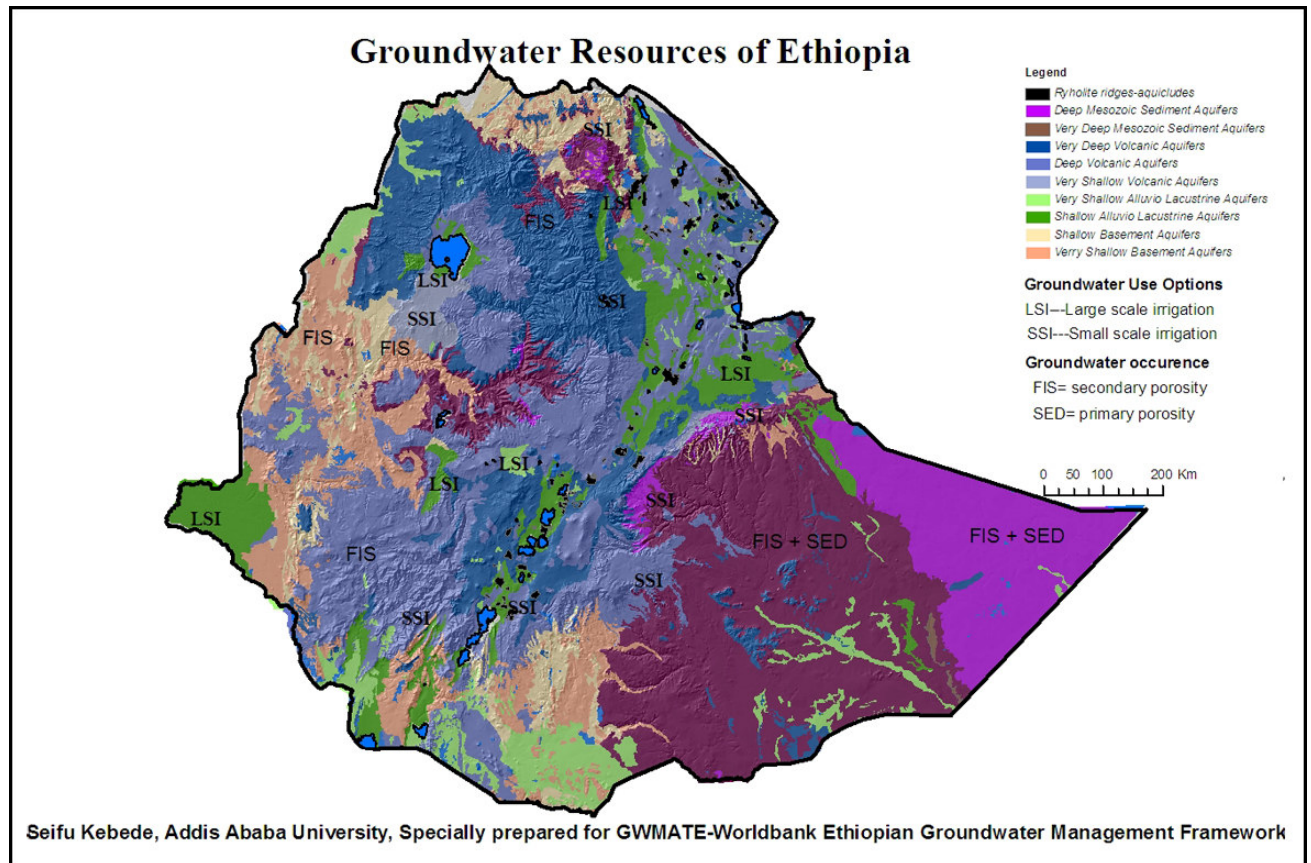 Groundwater Resources of Ethiopia
Legend
Ryholite ridges-aquicludes
Deep Mesozoic Sediment Aquifers
Very Deep Mesozoic Sediment Aquifers
Very Deep Volcanic Aquifers
Deep Volcanic Aquifers
Very Shallow Volcanic Aquifers
Very Shallow Alluvio Lacustrine Aquifers
Shallow Alluvio Lacustrine Aquifers
Shallow Basement Aquifers
Verry Shallow Basement Aquifers
Groundwater Use Options
LSI---Large scale irrigation
SSI---Small scale irrigation
Groundwater occurence
FIS= secondary porosity
SED= primary porosity
0 50 100 200 Km
SSI
LSI
FIS
LSI
SSI
SSI
FIS
FIS
LSI
SSI
LSI
LSI
SSI
LSI
FIS
FIS + SED
FIS + SED
SSI
SSI
SSI
Seifu Kebede, Addis Ababa University, Specially prepared for GWMATE-Worldbank Ethiopian Groundwater Management Framework